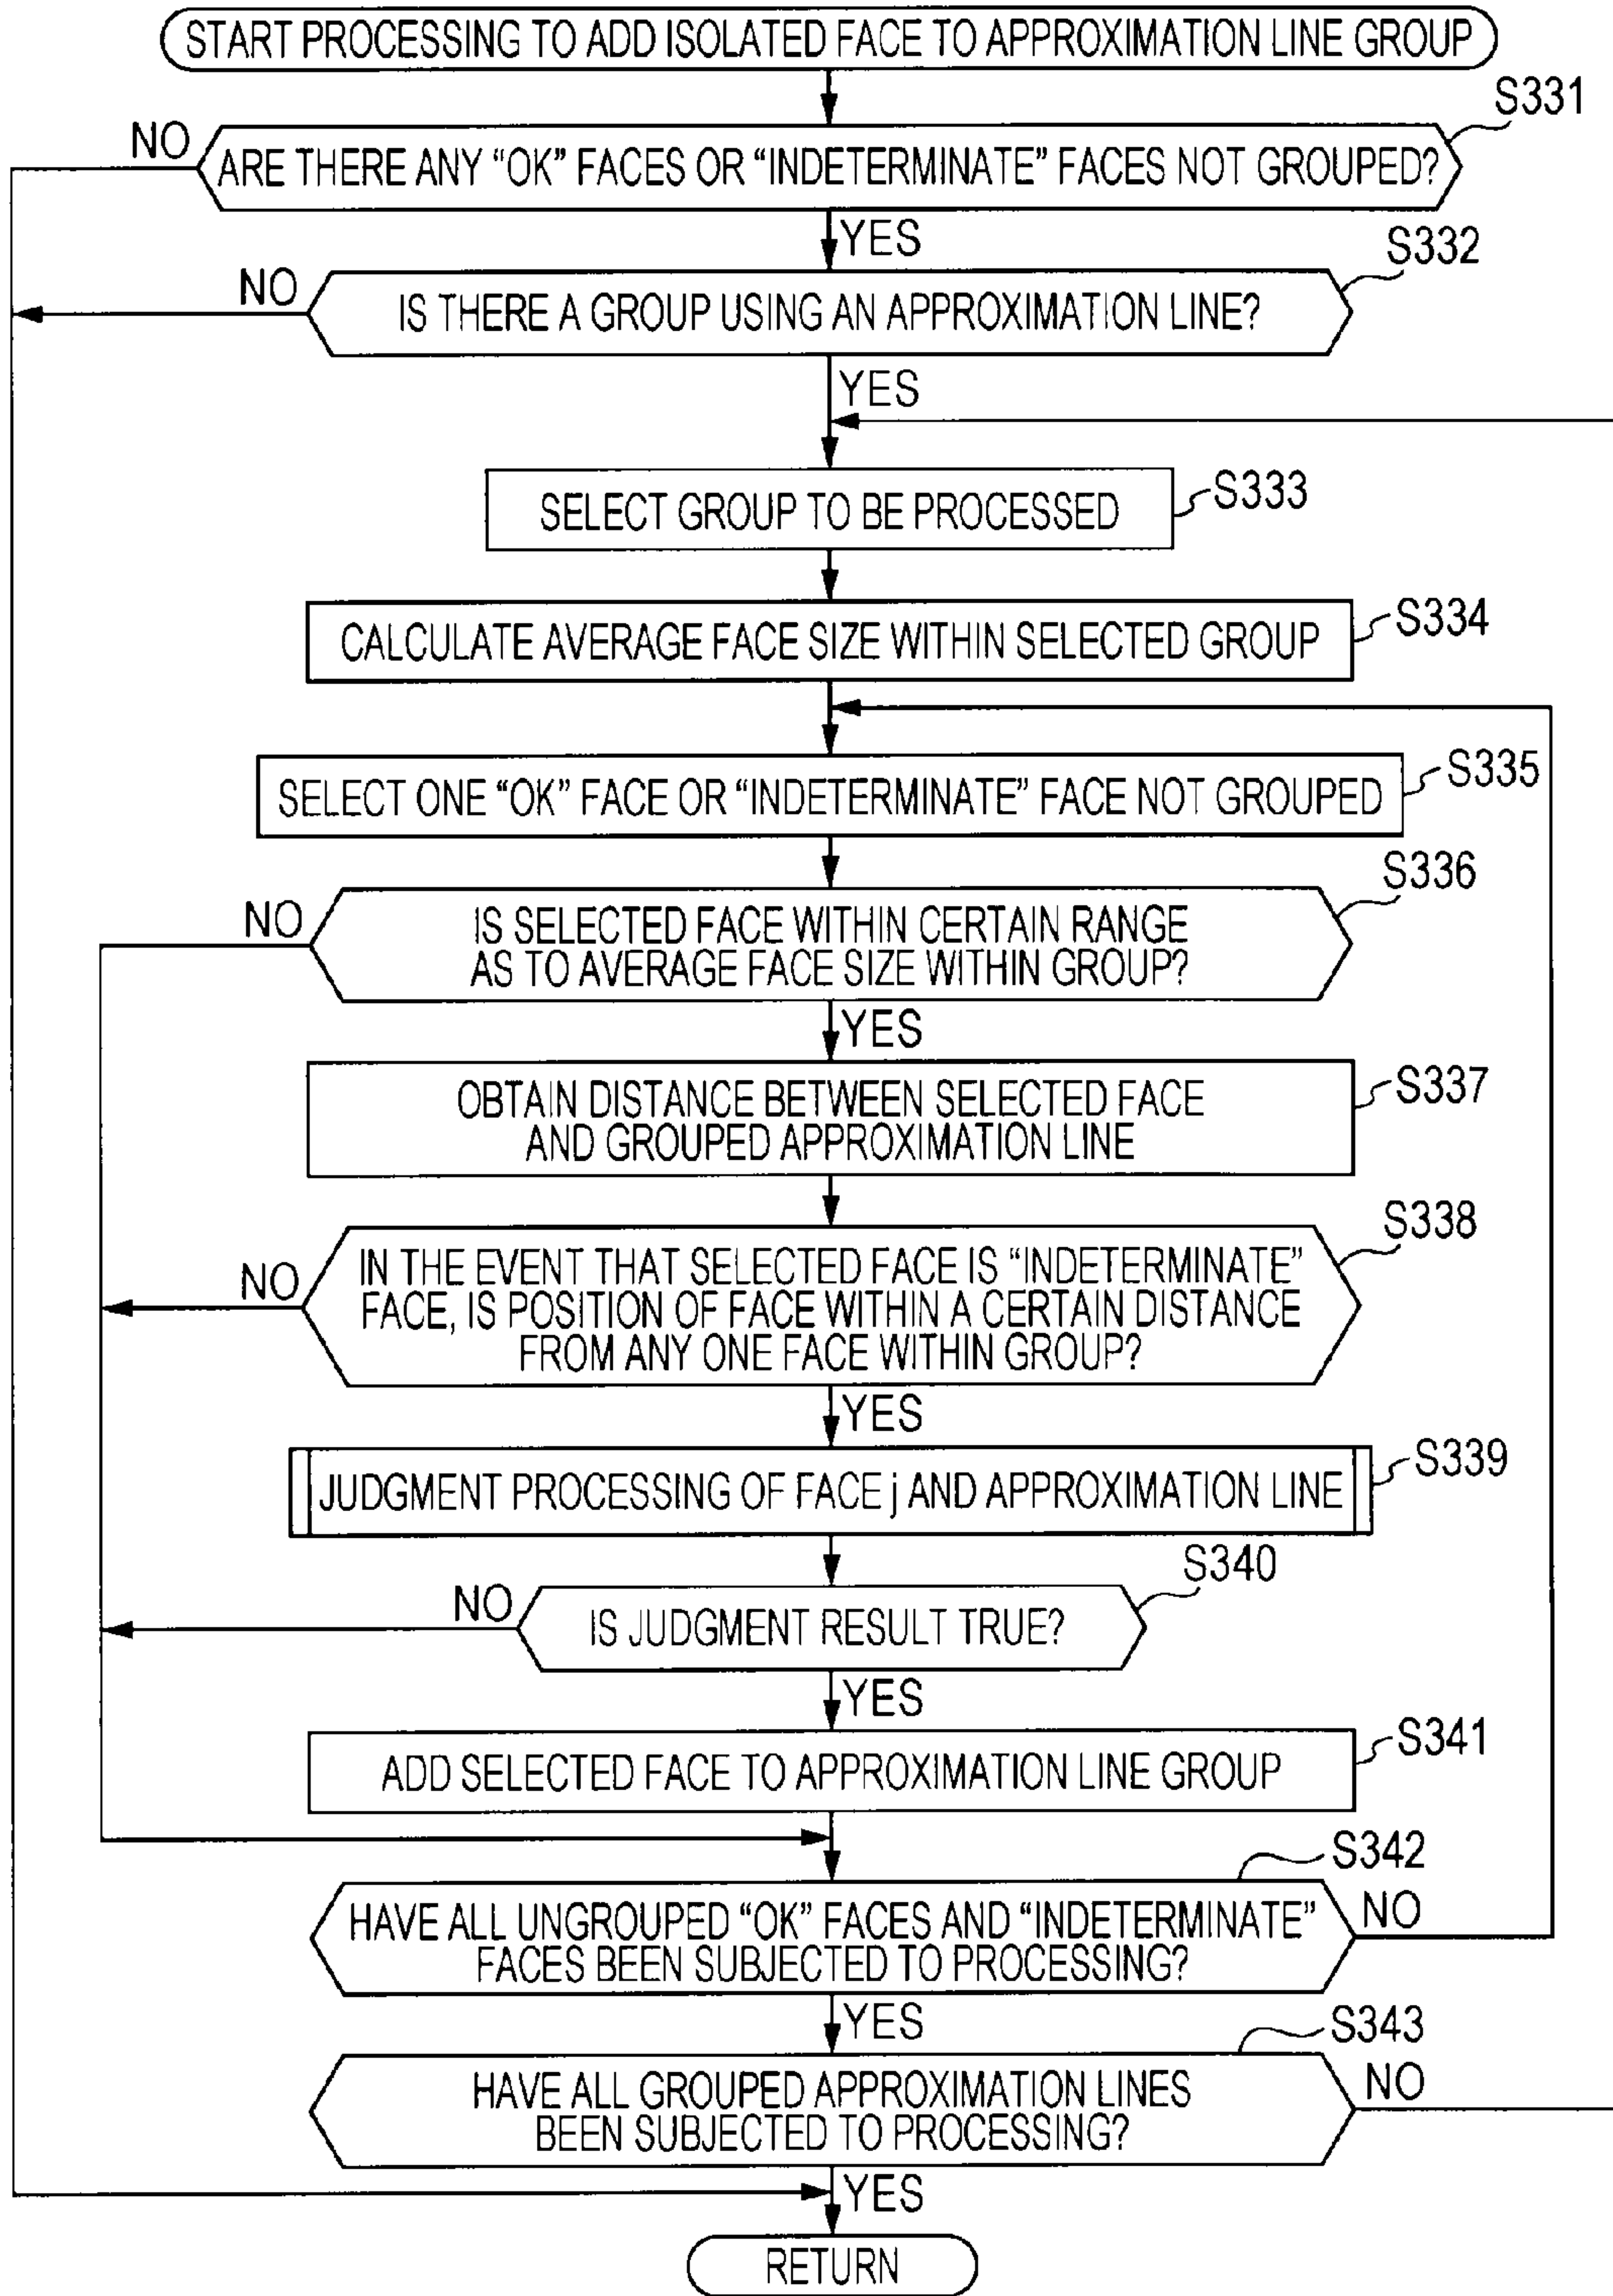 START PROCESSING TO ADD ISOLATED FACE TO APPROXIMATION LINE GROUP
S331
NO
ARE THERE ANY “OK” FACES OR “INDETERMINATE” FACES NOT GROUPED?
YES
S332
NO
IS THERE A GROUP USING AN APPROXIMATION LINE?
YES
SELECT GROUP TO BE PROCESSED
S333
CALCULATE AVERAGE FACE SIZE WITHIN SELECTED GROUP
S334
SELECT ONE “OK” FACE OR “INDETERMINATE” FACE NOT GROUPED
S335
S336
NO
IS SELECTED FACE WITHIN CERTAIN RANGE
AS TO AVERAGE FACE SIZE WITHIN GROUP?
YES
OBTAIN DISTANCE BETWEEN SELECTED FACE
AND GROUPED APPROXIMATION LINE
S337
S338
NO
IN THE EVENT THAT SELECTED FACE IS “INDETERMINATE”
FACE, IS POSITION OF FACE WITHIN A CERTAIN DISTANCE
FROM ANY ONE FACE WITHIN GROUP?
YES
JUDGMENT PROCESSING OF FACE j AND APPROXIMATION LINE
S339
S340
NO
IS JUDGMENT RESULT TRUE?
YES
ADD SELECTED FACE TO APPROXIMATION LINE GROUP
S341
S342
HAVE ALL UNGROUPED “OK” FACES AND “INDETERMINATE”
FACES BEEN SUBJECTED TO PROCESSING?
NO
YES
S343
HAVE ALL GROUPED APPROXIMATION LINES
BEEN SUBJECTED TO PROCESSING?
NO
YES
RETURN